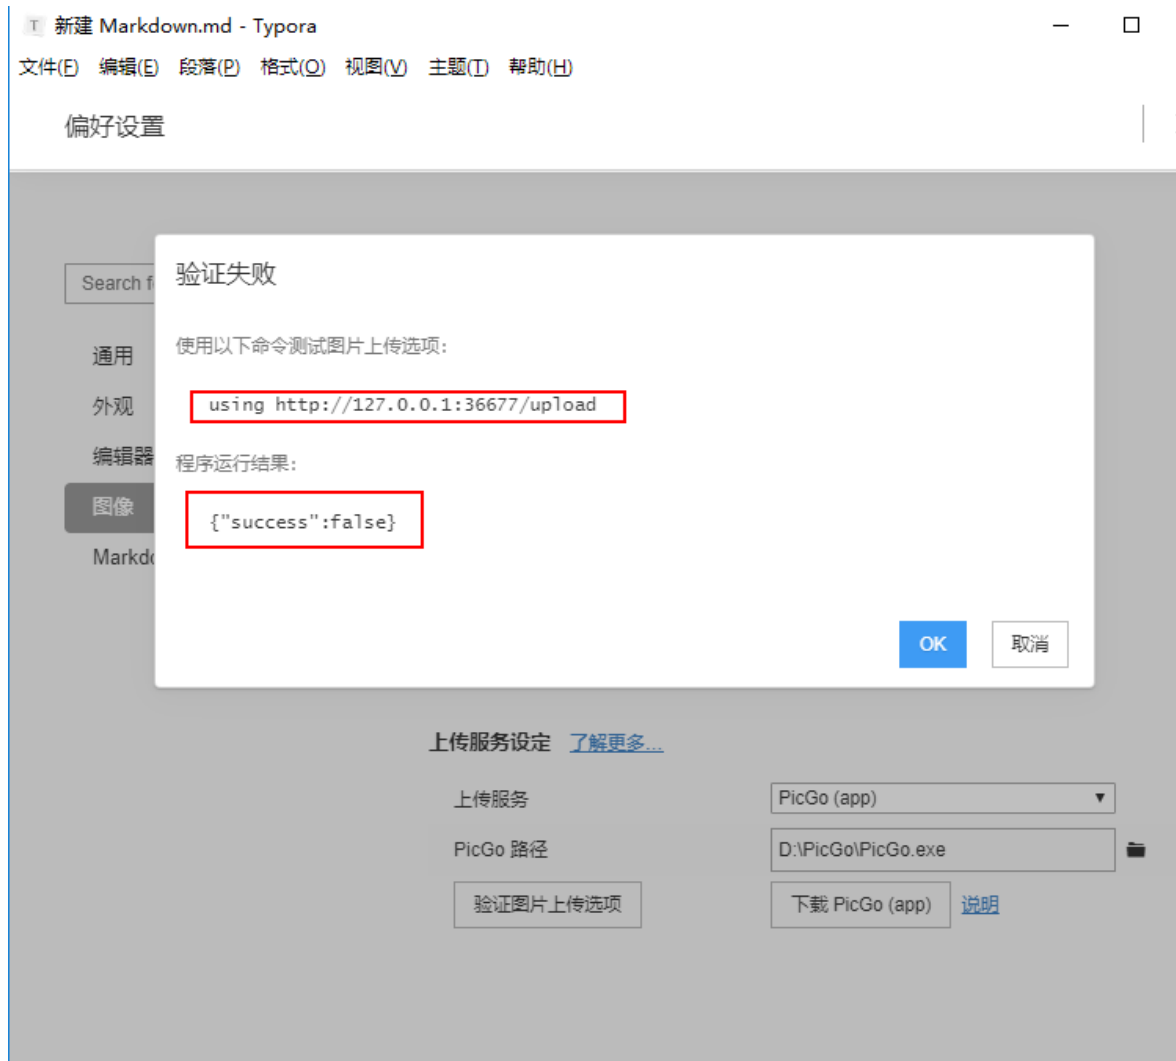 T 新建 Markdown.md - Typora
文件(F) 编辑(E) 段落(P) 格式(O) 视图(V) 主题(T) 帮助(H)
偏好设置
Search f
验证失败
使用以下命令测试图片上传选项:
通用
外观
using http://127.0.0.1:36677/upload
编辑器
程序运行结果:
图像
{"success":false}
Markdo
OK 取消
上传服务设定 了解更多...
上传服务 PicGo (app)
PicGo 路径 D:\PicGo\PicGo.exe
验证图片上传选项 下载 PicGo (app) 说明